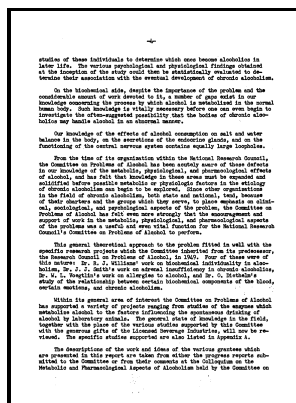 -4-
studies of these individuals to determine which ones become alcoholics in
later life. The various psychological and physiological findings obtained
at the inception of the study could then be statistically evaluated to de-
termine their association with the eventual development of chronic alcoholism.
On the biochemical side, despite the importance of the problem and the
considerable amount of work devoted to it, a number of gaps exist in our
knowledge concerning the process by which alcohol is metabolized in the normal
human body. Such knowledge is vitally necessary before one can even begin to
investigate the often-suggested possibility that the bodies of chronic alco-
holics may handle alcohol in an abnormal manner.
Our knowledge of the effects of alcohol consumption on salt and water
balance in the body, on the secretions of the endocrine glands, and on the
functioning of the central nervous system contains equally large loopholes.
From the time of its organization within the National Research Council,
the Committee on Problems of Alcohol has been acutely aware of these defects
in our knowledge of the metabolic, physiological, and pharmacological effects
of alcohol, and has felt that knowledge in these areas must be expanded and
solidified before possible metabolic or physiologic factors in the etiology
of chronic alcoholism can begin to be explored. Since other organizations
in the field of chronic alcoholism, both state and national, tend, because
of their charters and the groups which they serve, to place emphasis on clini-
cal, sociological, and psychological aspects of the problem, the Committee on
Problems of Alcohol has felt even more strongly that the encouragement and
support of work in the metabolic, physiological, and pharmacological aspects
of the problems was a useful and even vital function for the National Research
Council's Committee on Problems of Alcohol to perform.
This general theoretical approach to the problem fitted in well with the
specific research projects which the Committee inherited from its predecessor,
the Research Council on Problems of Alcohol, in 1949. Four of these were of
this nature: Dr. R. J. Williams' work on biochemical individuality in alco-
holism, Dr. J. J. Smith's work on adrenal insufficiency in chronic alcoholics,
Dr. W. L. Voegtlin's work on allergies to alcohol, and Dr. O. Diethelm's
study of the relationship between certain biochemical components of the blood,
certain emotions, and chronic alcoholism.
Within its general area of interest the Committee on Problems of Alcohol
has supported a variety of projects ranging from studies of the enzymes which
metabolize alcohol to the factors influencing the spontaneous drinking of
alcohol by laboratory animals. The general state of knowledge in the field,
together with the place of the various studies supported by this Committee
with the generous gifts of the Licensed Beverage Industries, will now be re-
viewed. The specific studies supported are also listed in Appendix A.
The descriptions of the work and ideas of the various grantees which
are presented in this report are taken from either the progress reports sub-
mitted to the Committee or from their comments at the Colloquium on the
Metabolic and Pharmacological Aspects of Alcoholism held by the Committee on